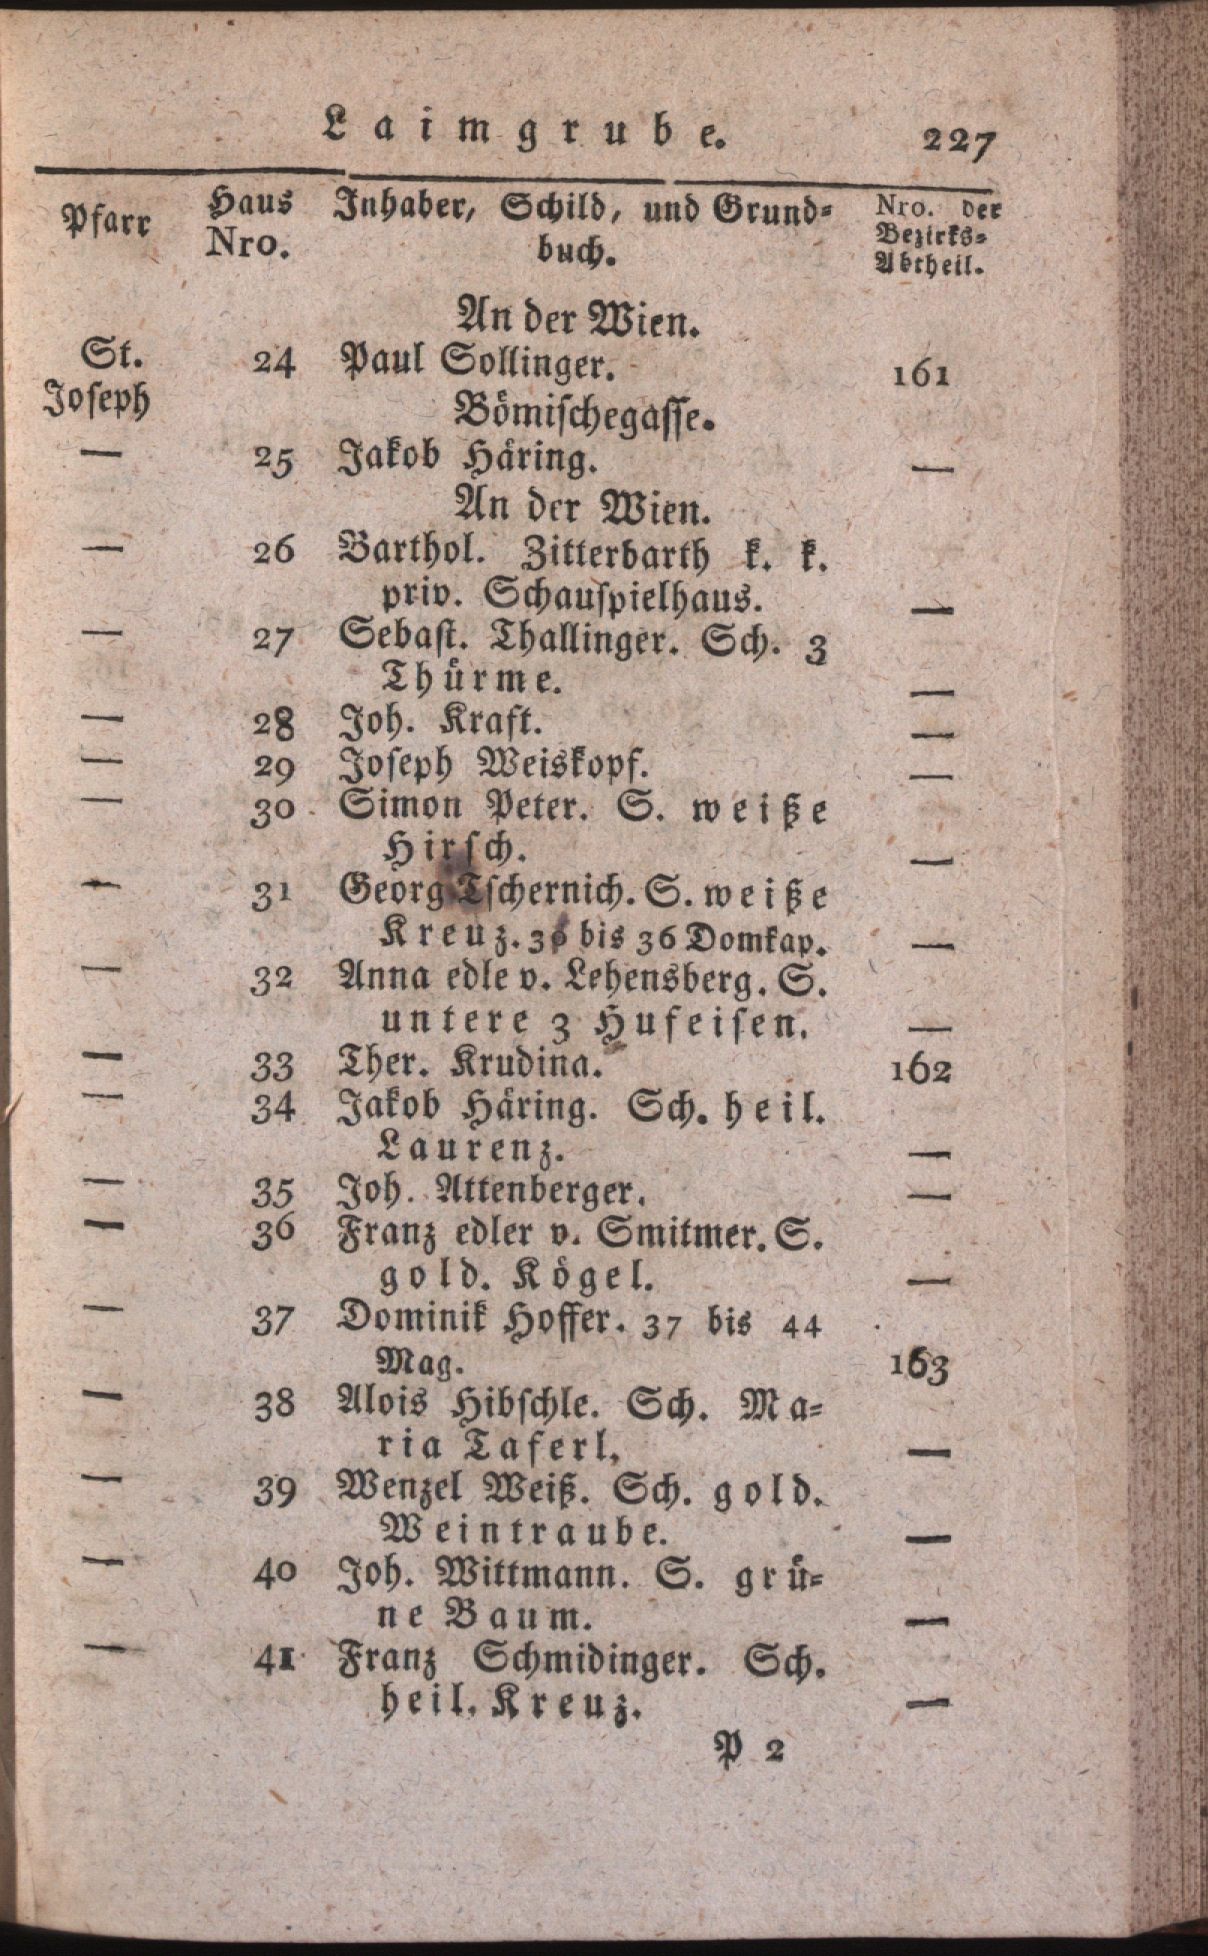 Laimgrube. 227
Pfarr Haus Nro. Inhaber, Schild, und Grund=
buch. Nro. der Bezirks= Abtheil.
An der Wien.
St. 24 Paul Sollinger. 161
Joseph Bömischegasse.
— 25 Jakob Häring. —
An der Wien.
— 26 Barthol. Zitterbarth k. k.
priv. Schauspielhaus. —
— 27 Sebast. Thallinger. Sch. 3
Thürme. —
— 28 Joh. Kraft. —
— 29 Joseph Weiskopf. —
— 30 Simon Peter. S. weiße
Hirsch. —
— 31 Georg Tschernich. S. weiße
Kreuz. 30 bis 36 Domkap. —
— 32 Anna edle v. Lehensberg. S.
untere 3 Hufeisen. —
— 33 Ther. Krudina. 162
— 34 Jakob Häring. Sch. heil.
Laurenz. —
— 35 Joh. Attenberger. —
— 36 Franz edler v. Smitmer. S.
gold. Kögel. —
— 37 Dominik Hoffer. 37 bis 44
Mag. 163
— 38 Alois Hibschle. Sch. Ma=
ria Taferl. —
— 39 Wenzel Weiß. Sch. gold.
Weintraube. —
— 40 Joh. Wittmann. S. grü=
ne Baum. —
— 41 Franz Schmidinger. Sch.
heil. Kreuz. —
P 2